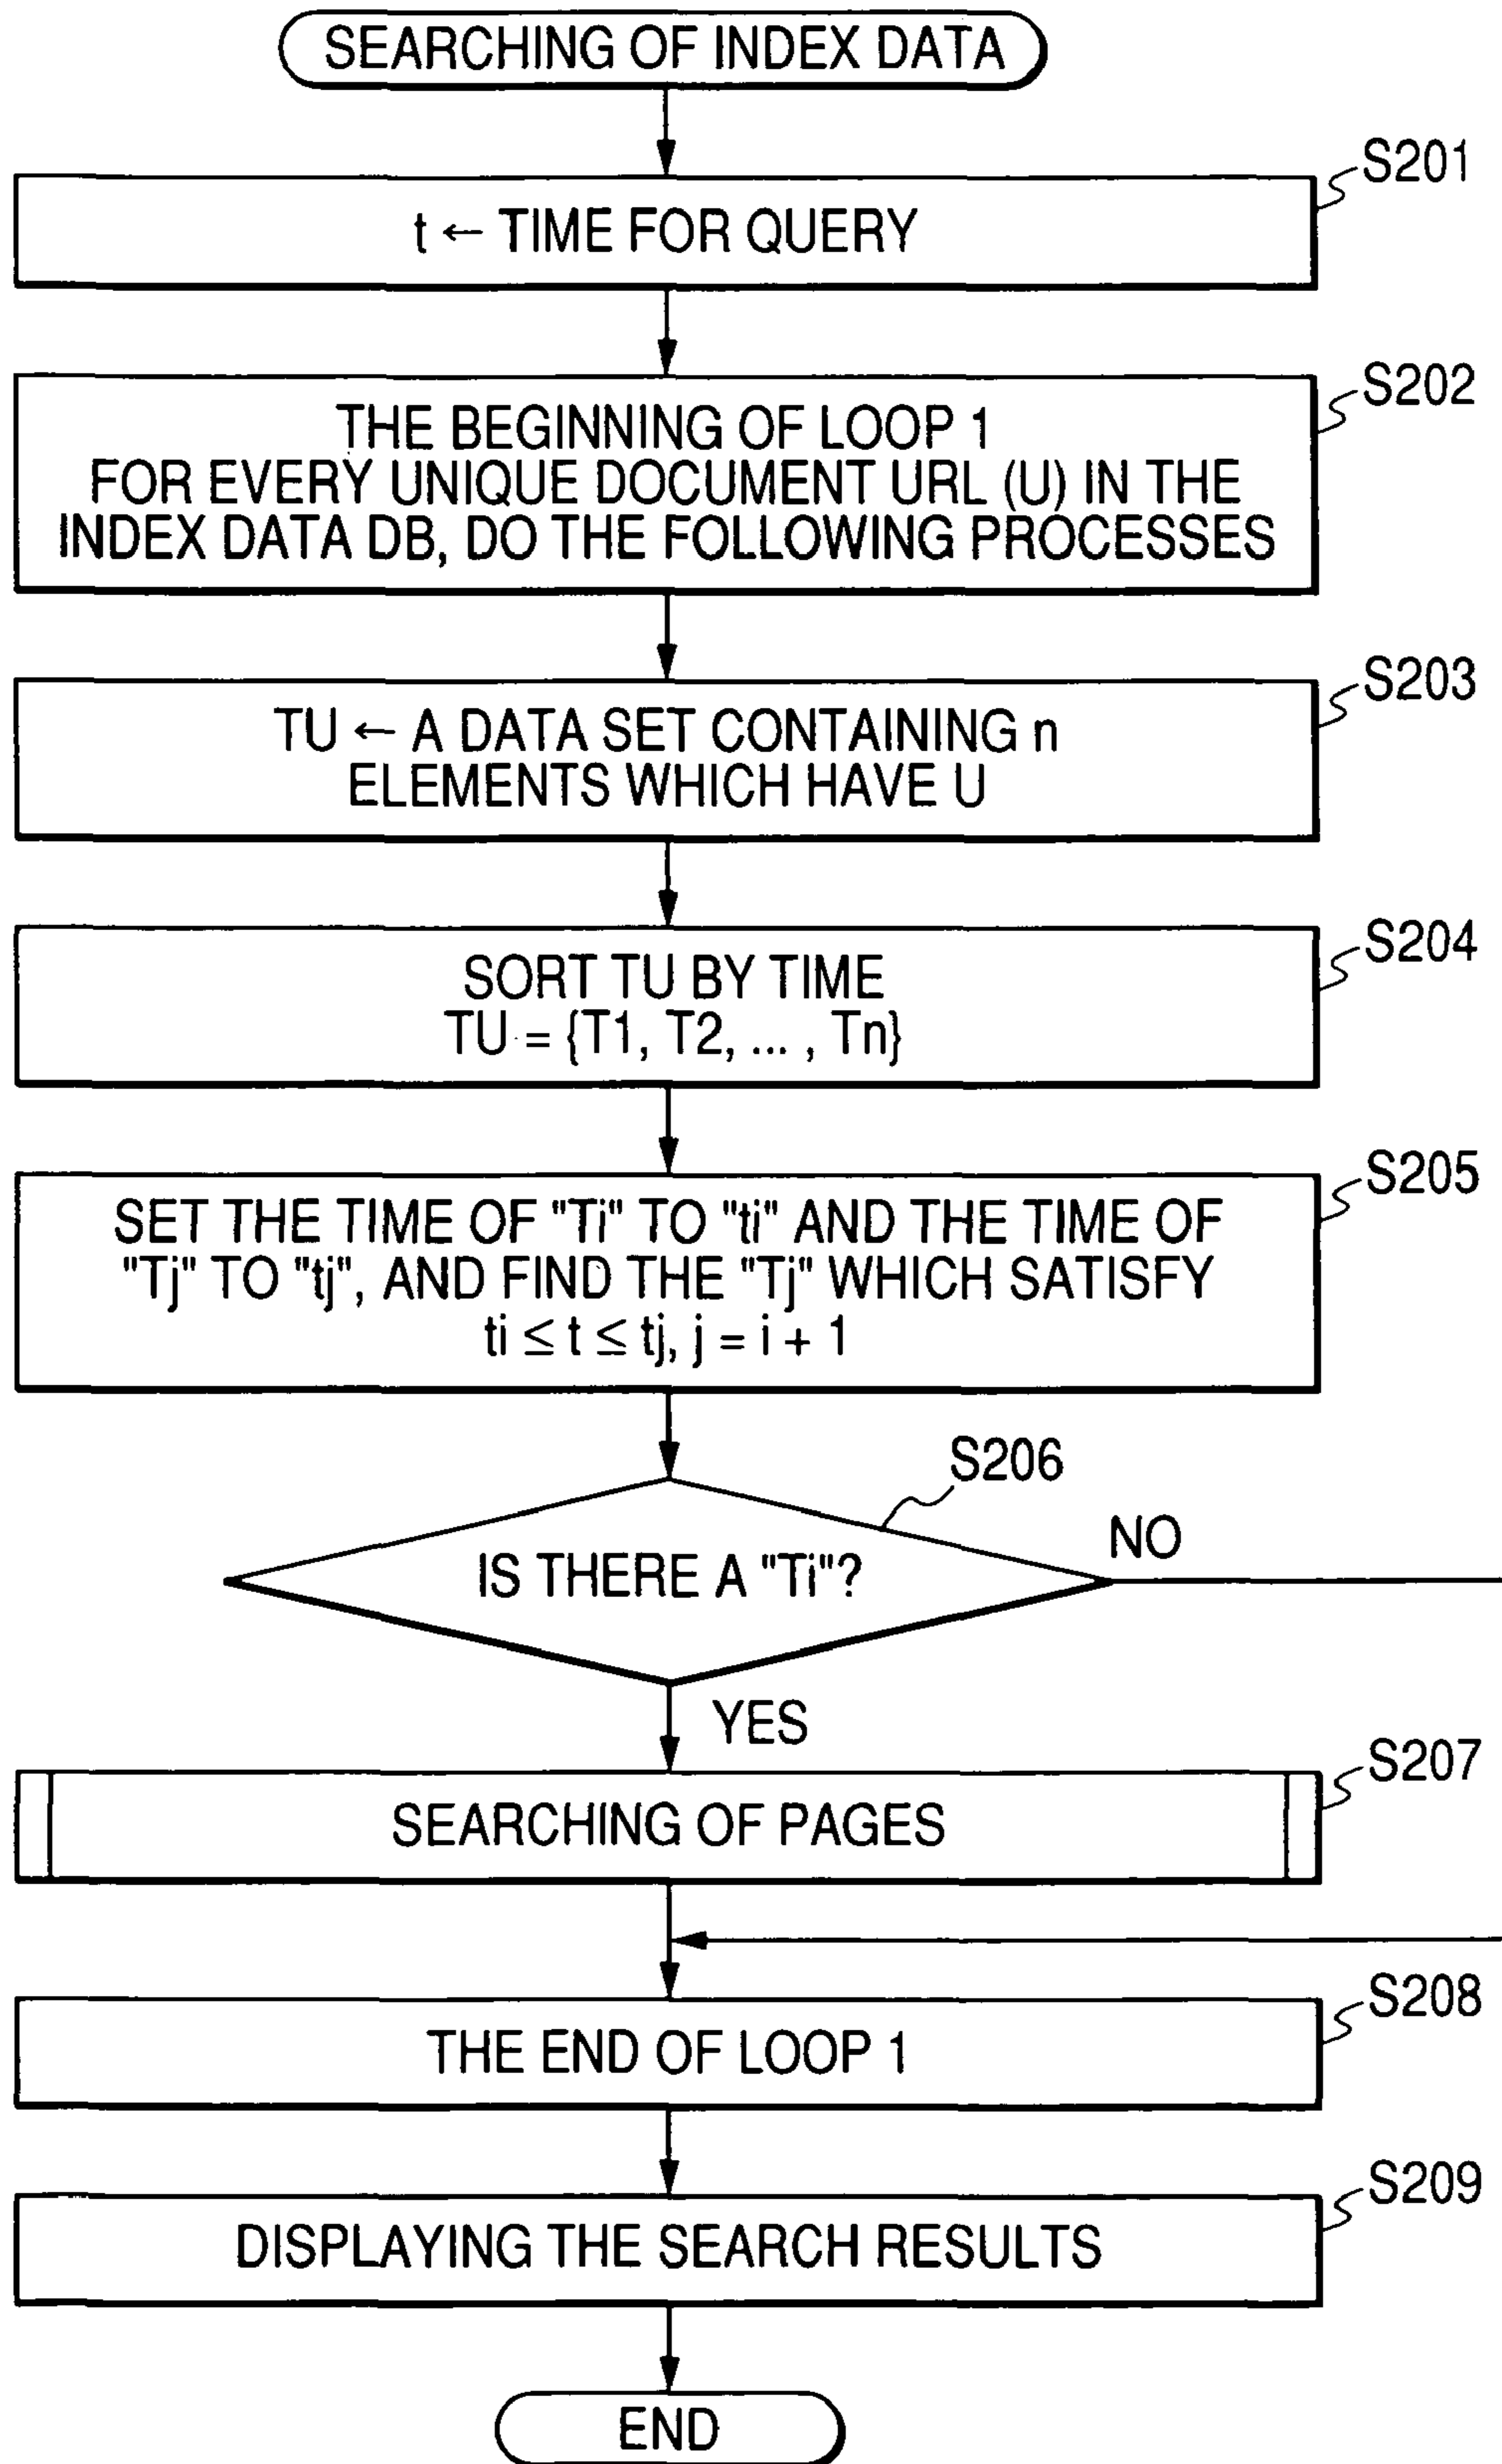 SEARCHING OF INDEX DATA
S201
t ← TIME FOR QUERY
S202
THE BEGINNING OF LOOP 1
FOR EVERY UNIQUE DOCUMENT URL (U) IN THE
INDEX DATA DB, DO THE FOLLOWING PROCESSES
S203
TU ← A DATA SET CONTAINING n
ELEMENTS WHICH HAVE U
S204
SORT TU BY TIME
TU = {T1, T2, ... , Tn}
S205
SET THE TIME OF "Ti" TO "ti" AND THE TIME OF
"Tj" TO "tj", AND FIND THE "Tj" WHICH SATISFY
ti ≤ t ≤ tj, j = i + 1
S206
IS THERE A "Ti"?
NO
YES
S207
SEARCHING OF PAGES
S208
THE END OF LOOP 1
S209
DISPLAYING THE SEARCH RESULTS
END